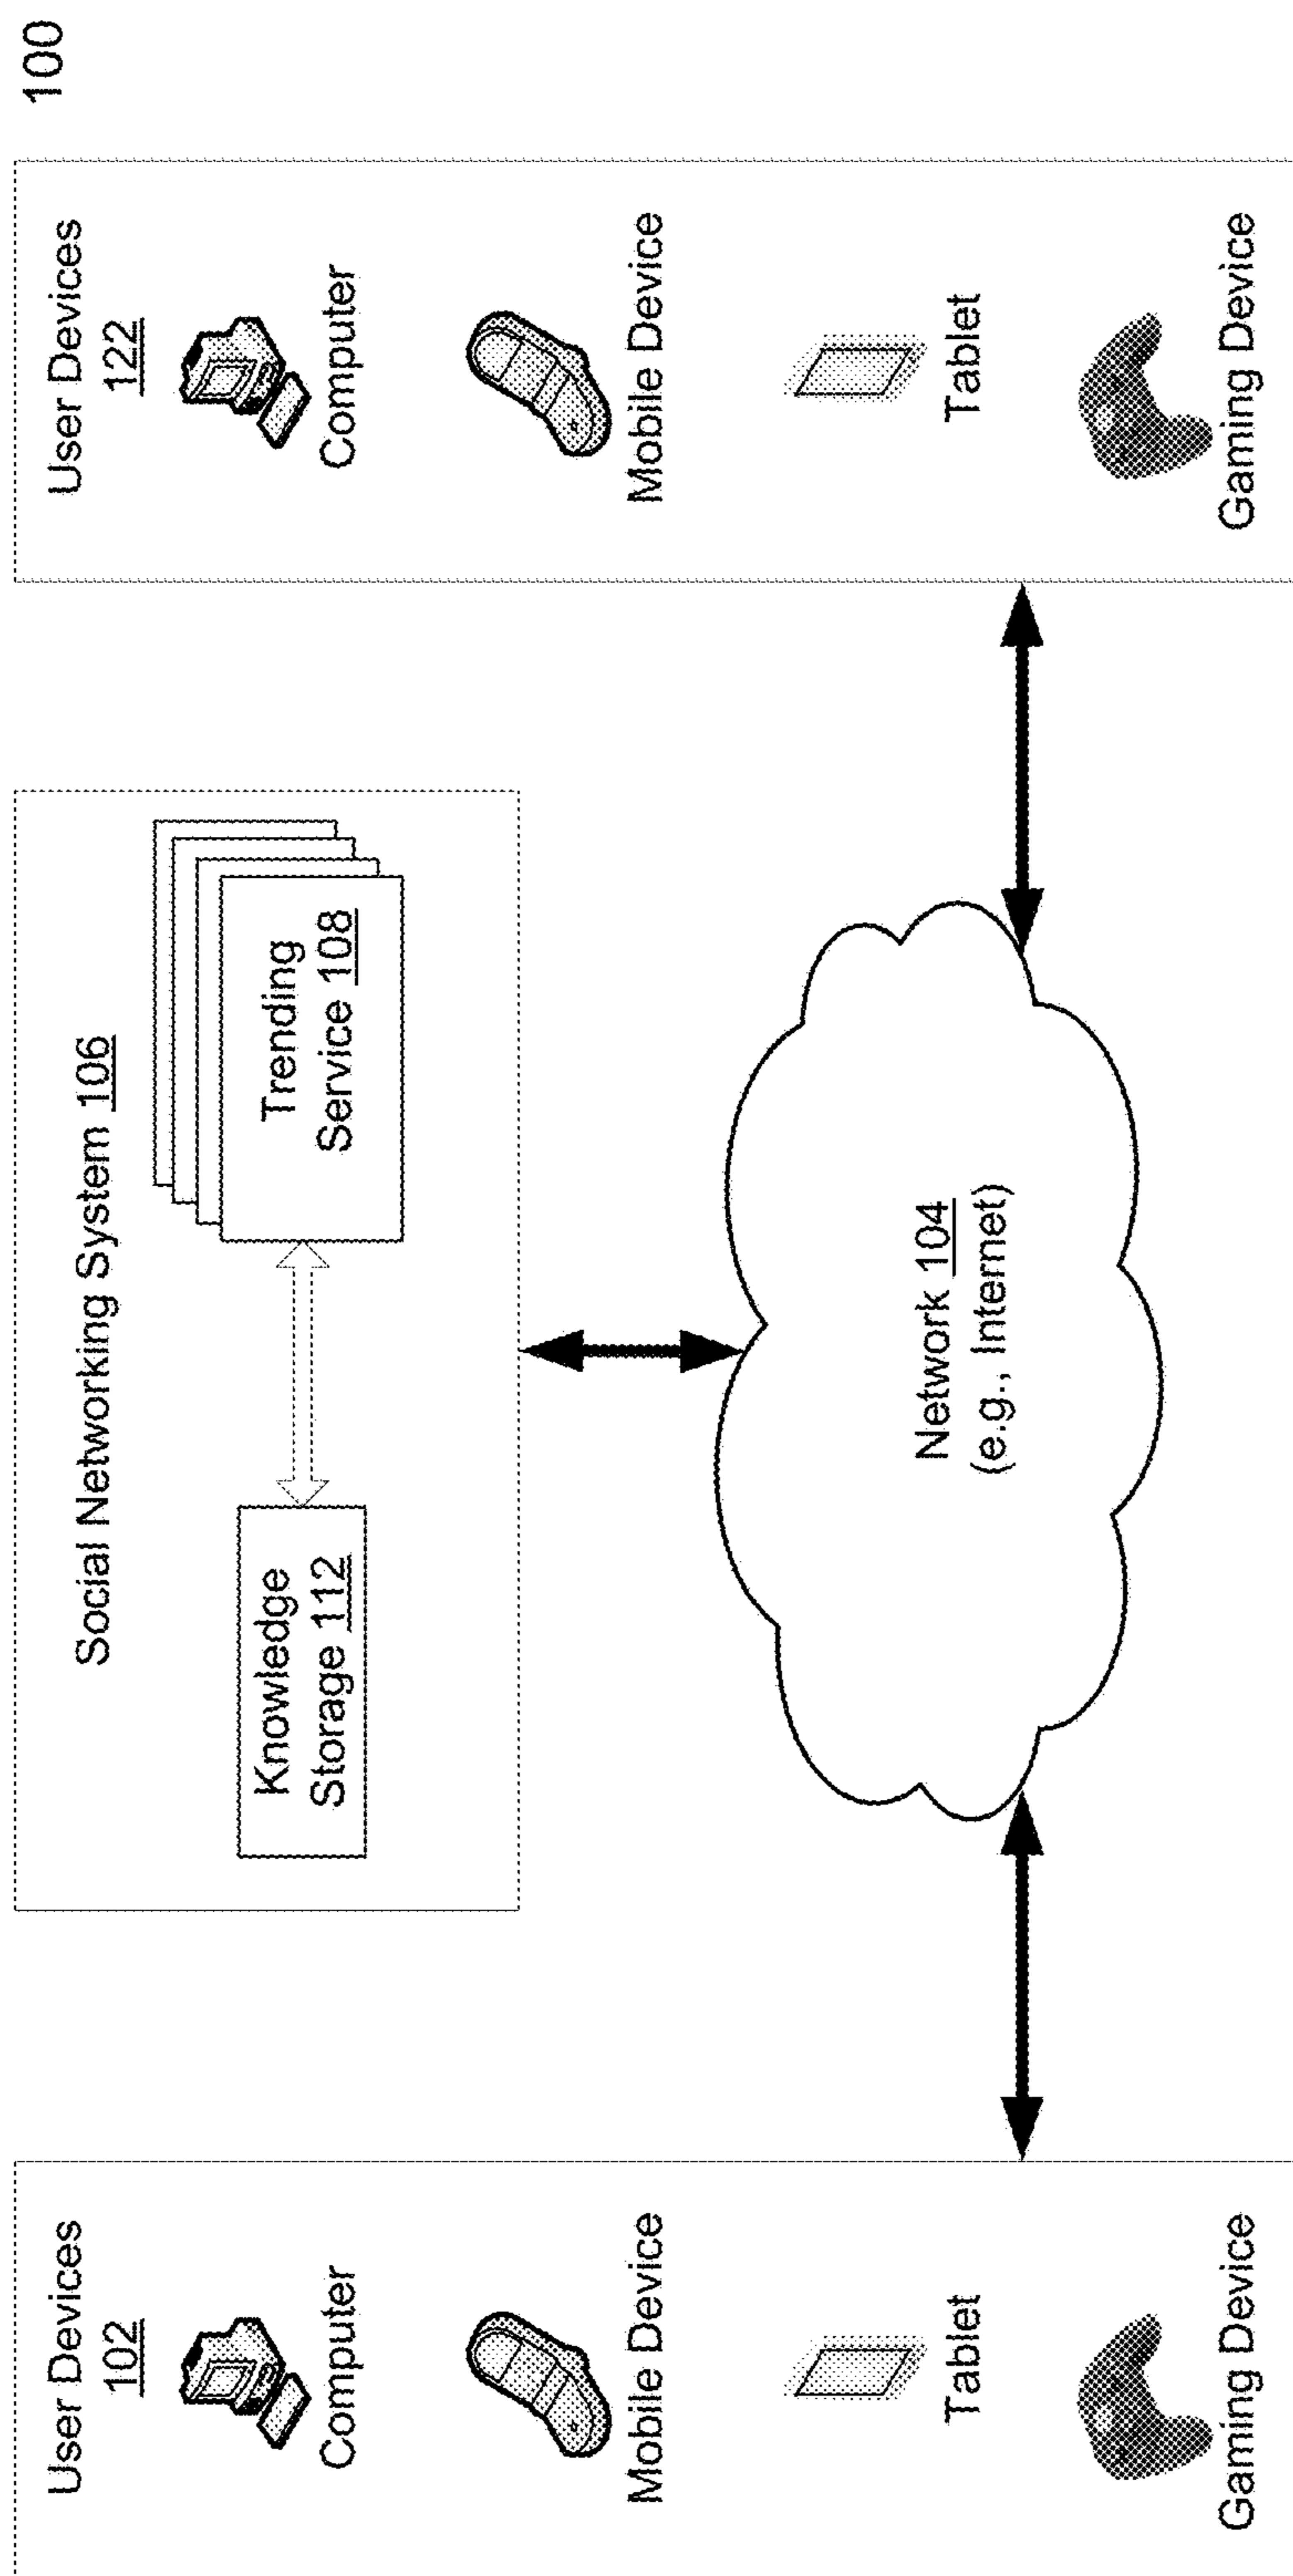 100
User Devices
102
Computer
Mobile Device
Tablet
Gaming Device
Social Networking System 106
Knowledge
Storage 112
Trending
Service 108
Network 104
(e.g., Internet)
User Devices
122
Computer
Mobile Device
Tablet
Gaming Device